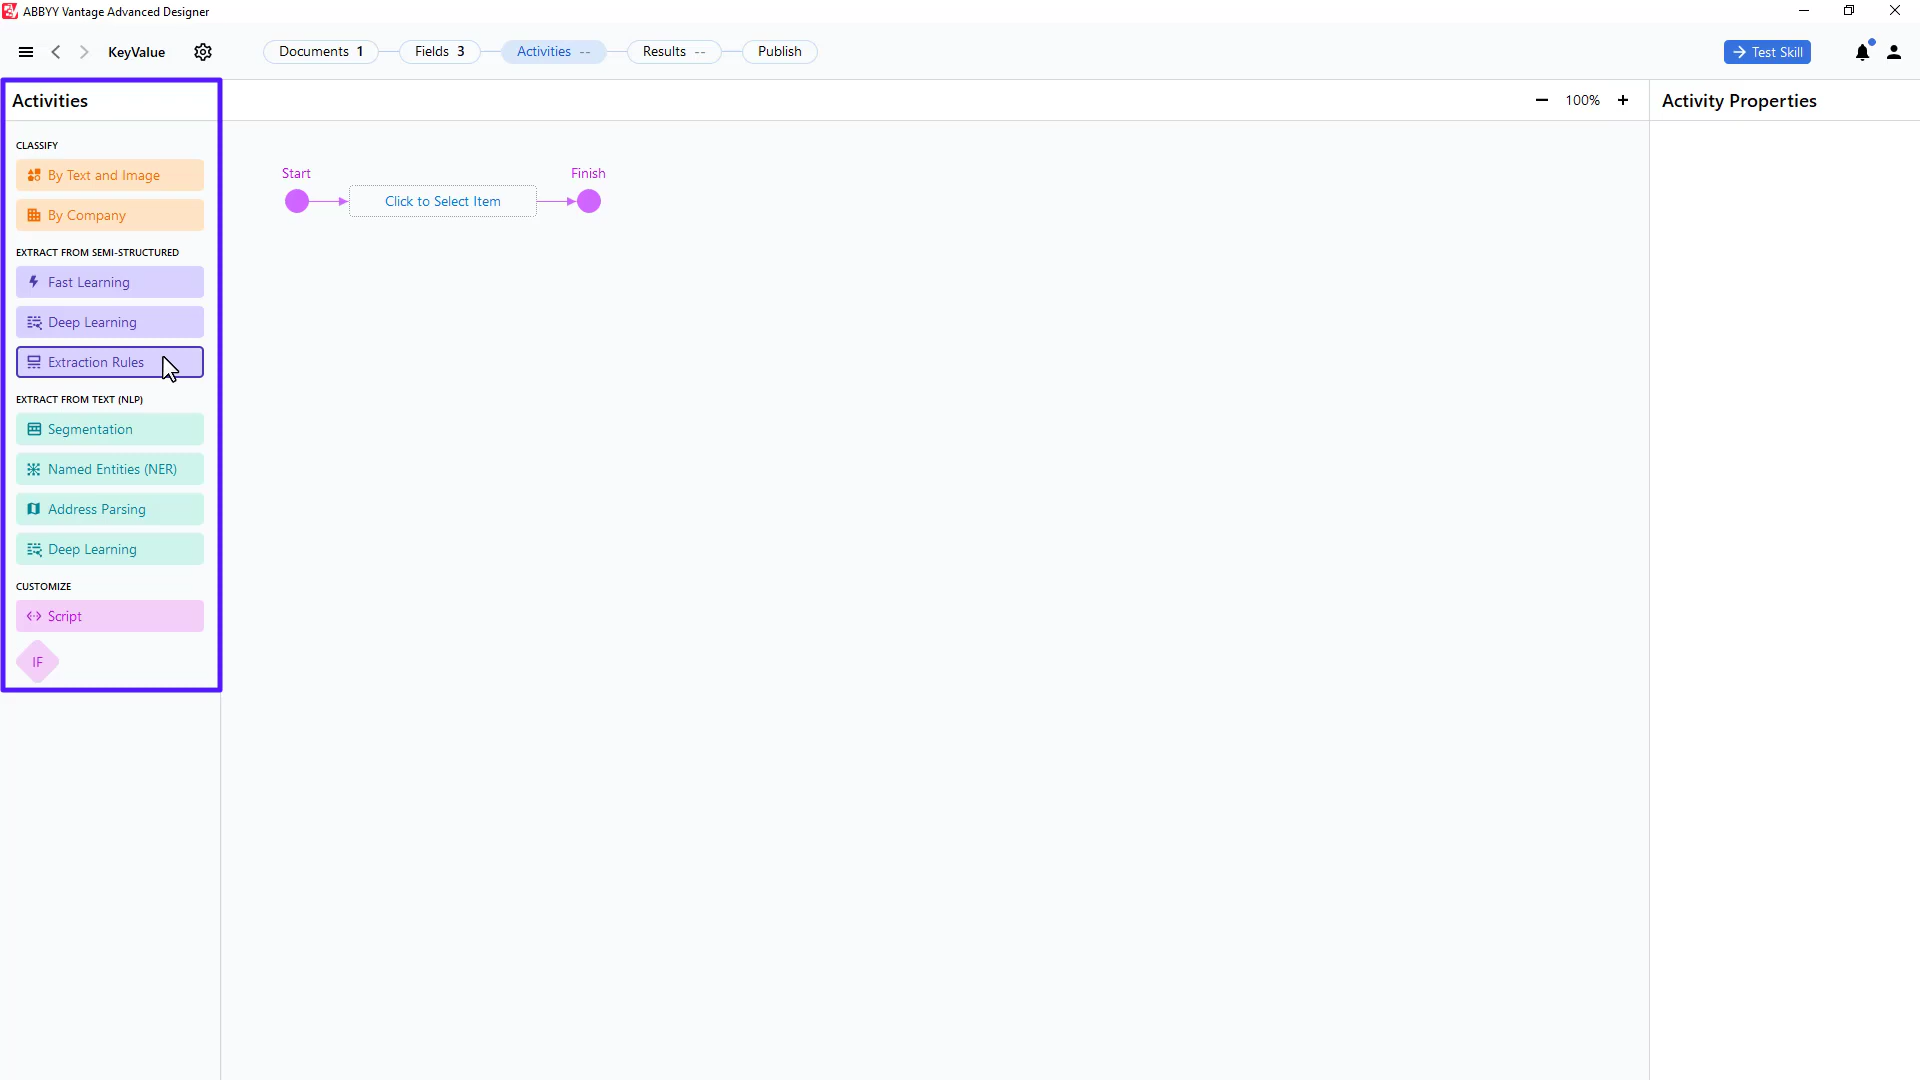 ABBYY Vantage Advanced Designer
KeyValue
Documents 1
Fields 3
Activities --
Results --
Publish
Test Skill
Activities
100%
Activity Properties
CLASSIFY
By Text and Image
By Company
EXTRACT FROM SEMI-STRUCTURED
Fast Learning
Deep Learning
Extraction Rules
EXTRACT FROM TEXT (NLP)
Segmentation
Named Entities (NER)
Address Parsing
Deep Learning
CUSTOMIZE
Script
IF
Start
Click to Select Item
Finish